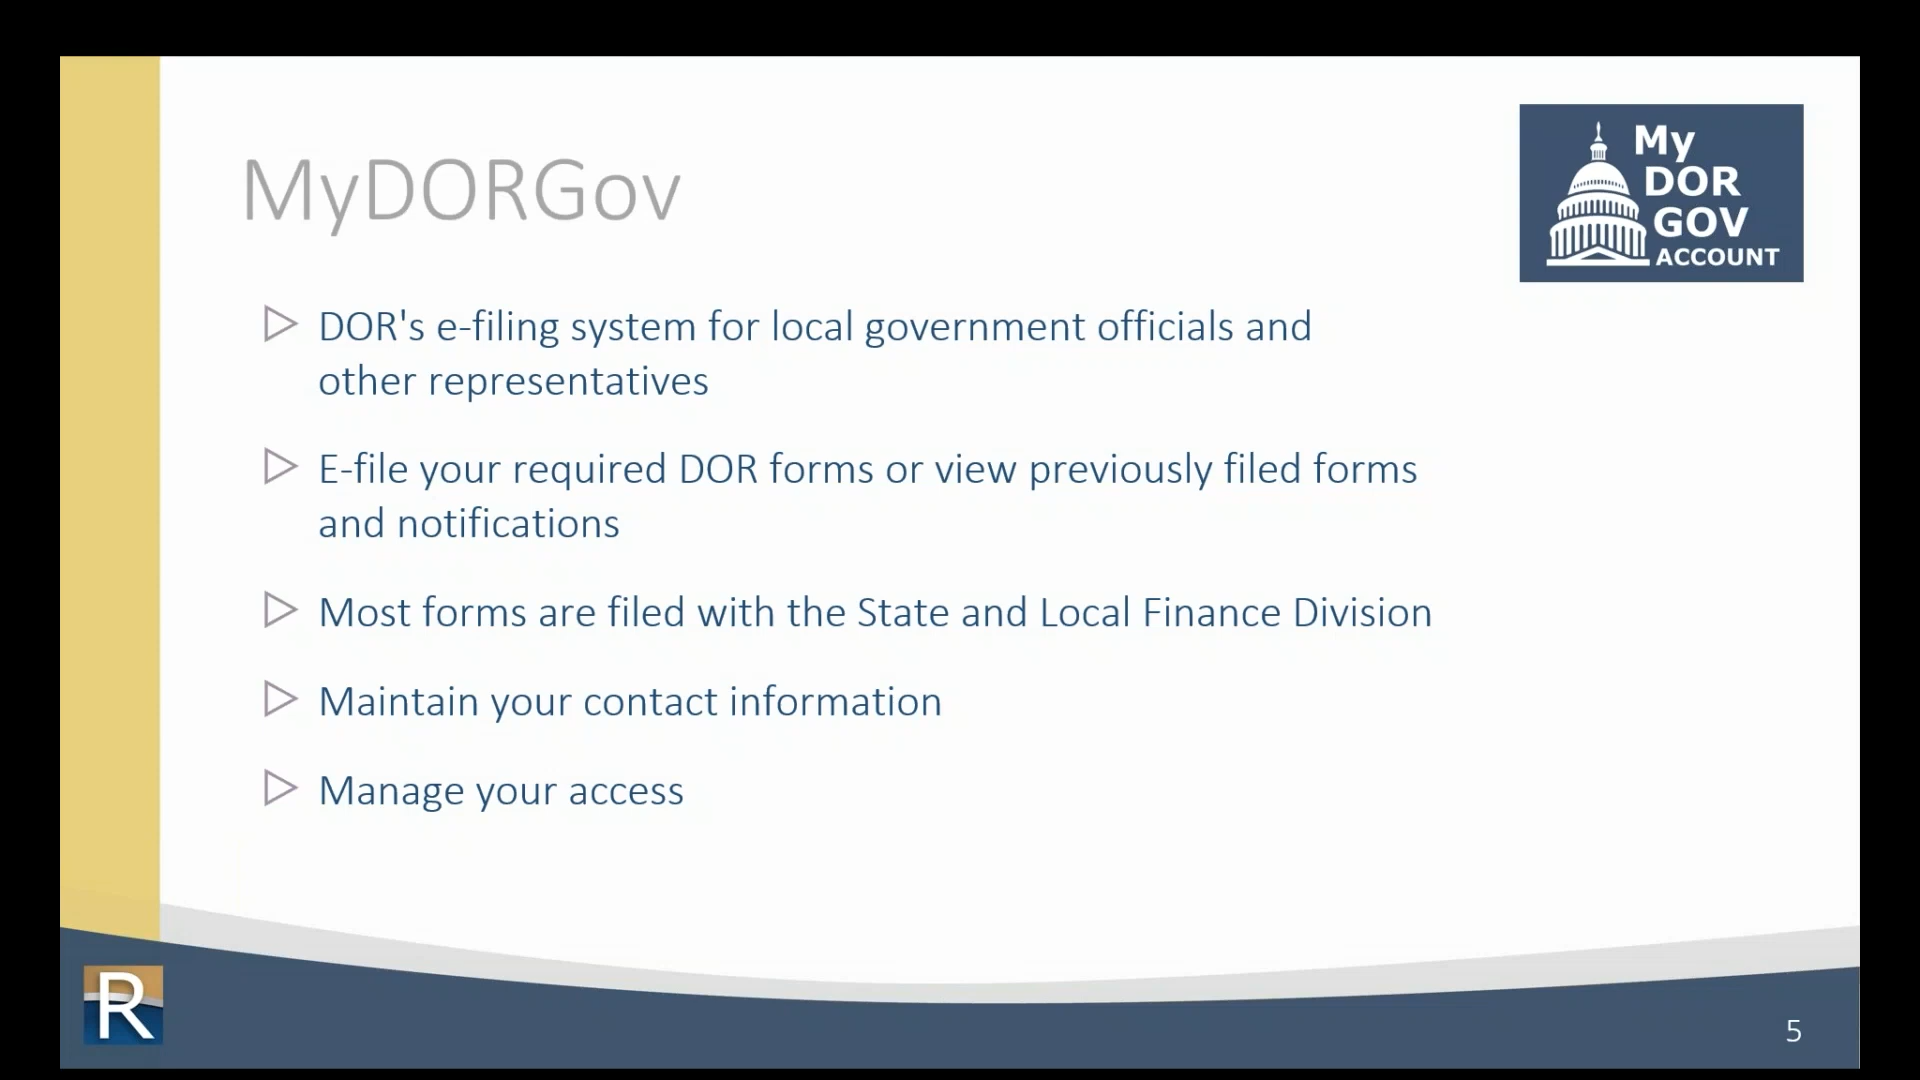 MyDORGov
My
DOR
GOV
ACCOUNT
▷ DOR's e-filing system for local government officials and
other representatives
▷ E-file your required DOR forms or view previously filed forms
and notifications
▷ Most forms are filed with the State and Local Finance Division
▷ Maintain your contact information
▷ Manage your access
R
5